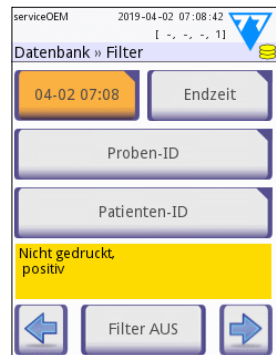 serviceOEM 2019-04-02 07:08:42
[ -, -, -, 1]
Datenbank » Filter
04-02 07:08 Endzeit
Proben-ID
Patienten-ID
Nicht gedruckt,
positiv
Filter AUS